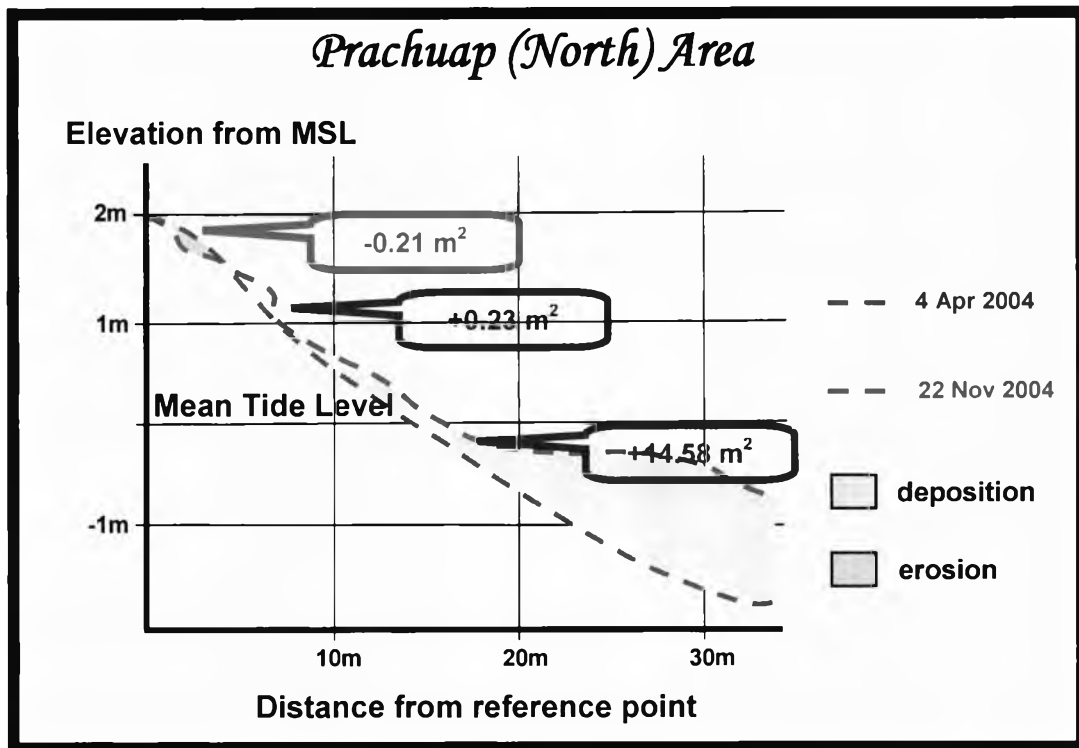 Prachuap (North) Area
Elevation from MSL
2m
-0.21 m²
1m
+0.23 m²
4 Apr 2004
22 Nov 2004
Mean Tide Level
+14.58 m²
deposition
-1m
erosion
10m
20m
30m
Distance from reference point